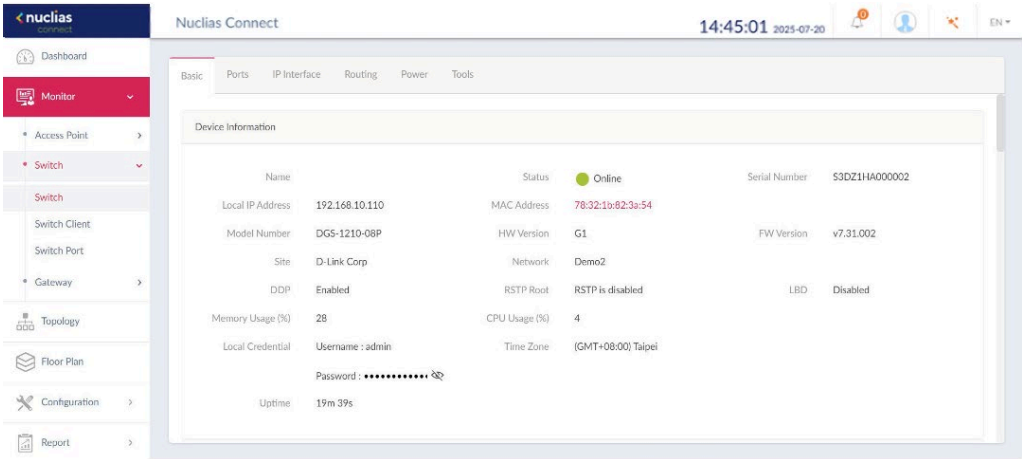 nuclias
connect
Nuclias Connect
14:45:01 2025-07-20
EN
Dashboard
Monitor
Access Point
Switch
Switch
Switch Client
Switch Port
Gateway
Topology
Floor Plan
Configuration
Report
Basic Ports IP Interface Routing Power Tools
Device Information
Name Status Online Serial Number S3DZ1HA000002
Local IP Address 192.168.10.110 MAC Address 78:32:1b:82:3a:54
Model Number DGS-1210-08P HW Version G1 FW Version v7.31.002
Site D-Link Corp Network Demo2
DDP Enabled RSTP Root RSTP is disabled LBD Disabled
Memory Usage (%) 28 CPU Usage (%) 4
Local Credential Username : admin Time Zone (GMT+08:00) Taipei
Password : ••••••••••••
Uptime 19m 39s